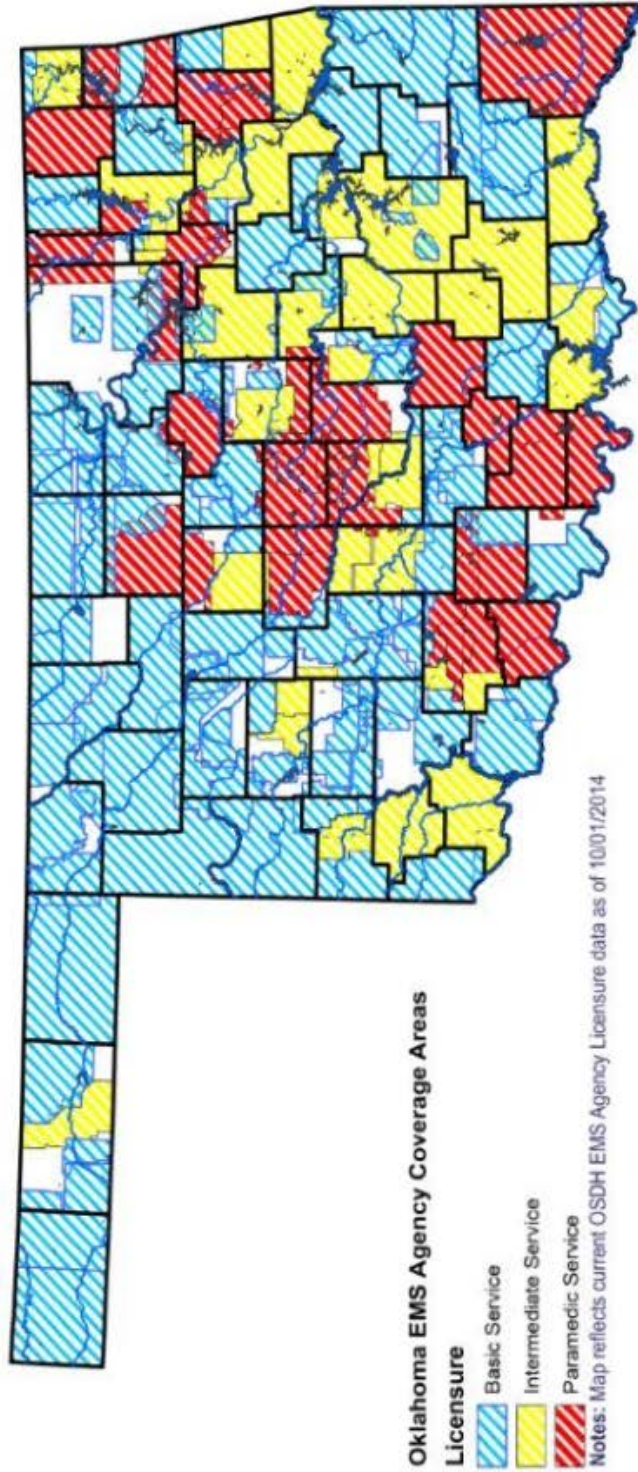 Oklahoma EMS Agency Coverage Areas
Licensure
Basic Service
Intermediate Service
Paramedic Service
Notes: Map reflects current OSDH EMS Agency Licensure data as of 10/01/2014